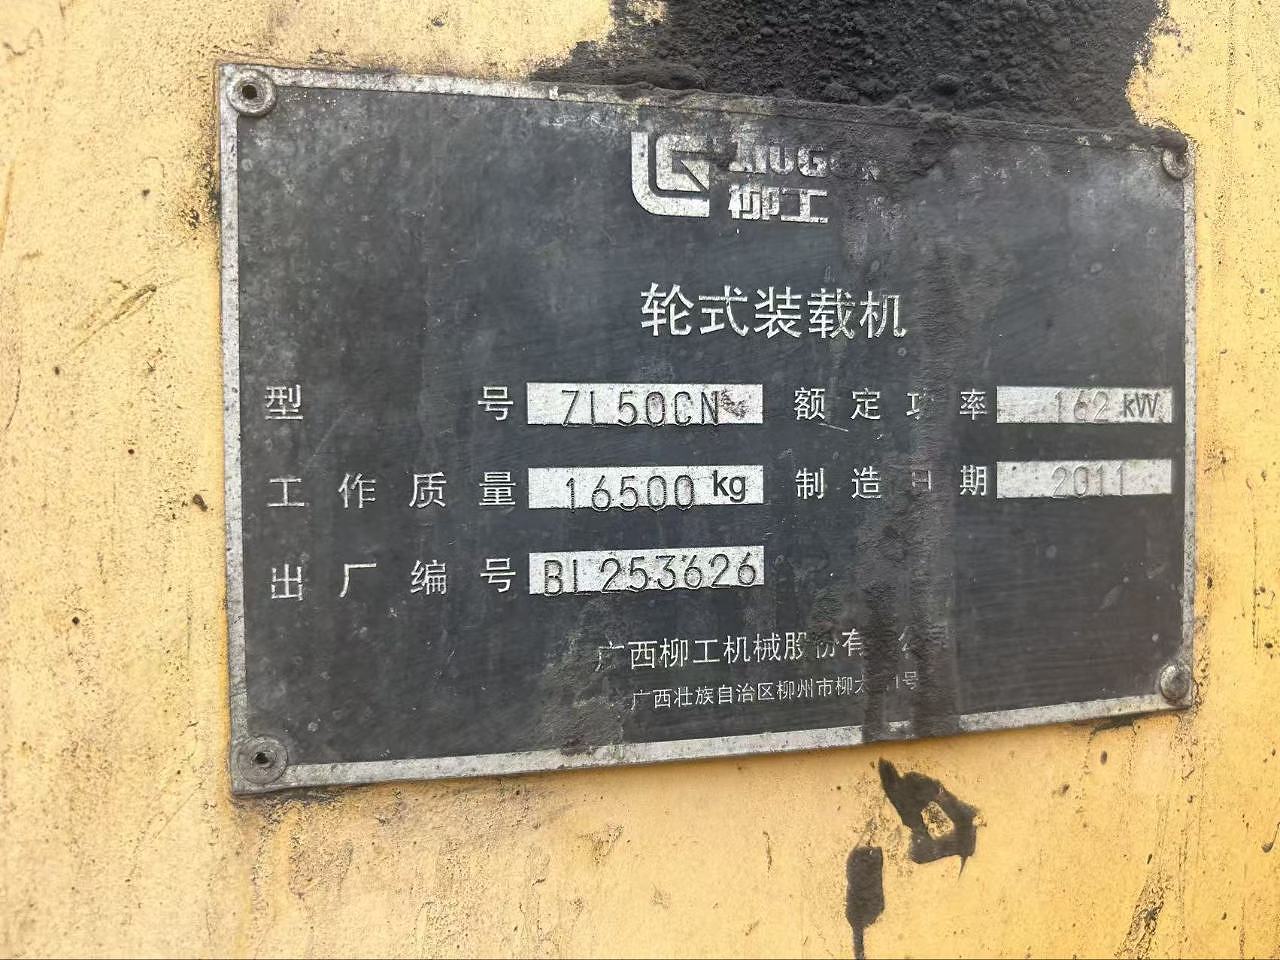 柳工
轮式装载机
型号 ZL50CN 额定功率 162 kW
工作质量 16500 kg 制造日期 2011
出厂编号 BL253626
广西柳工机械股份有 公司
广西壮族自治区柳州市柳太 1号